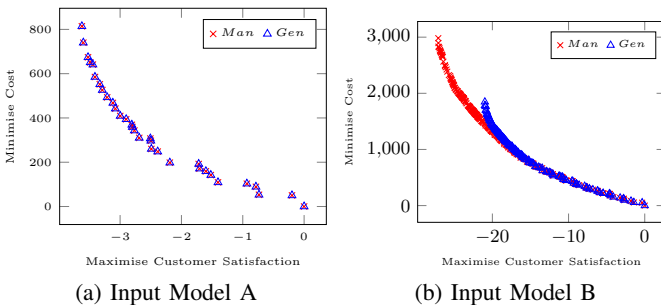 800
600
400
200
0
−3
−2
−1
0
Minimise Cost
Maximise Customer Satisfaction
Man
Gen
(a) Input Model A
3,000
2,000
1,000
0
−20
−10
0
Minimise Cost
Maximise Customer Satisfaction
Man
Gen
(b) Input Model B